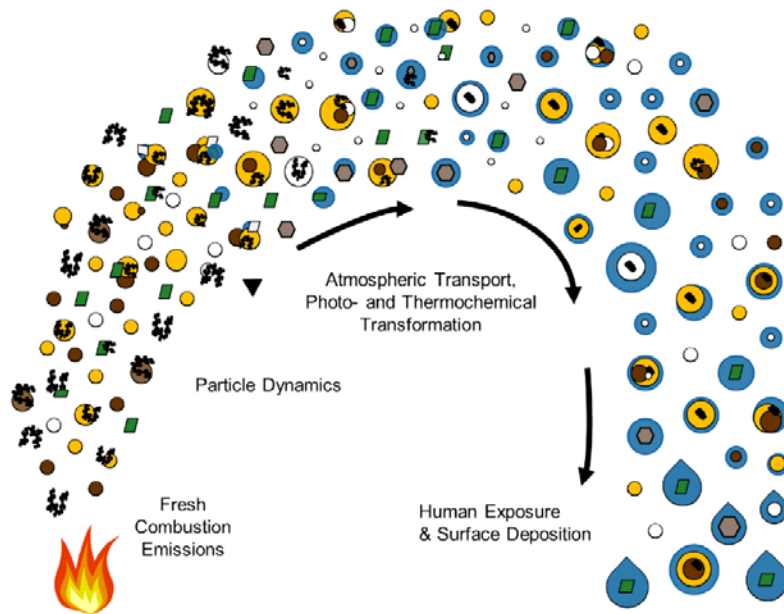 Atmospheric Transport,
Photo- and Thermochemical
Transformation
Particle Dynamics
Fresh
Combustion
Emissions
Human Exposure
& Surface Deposition